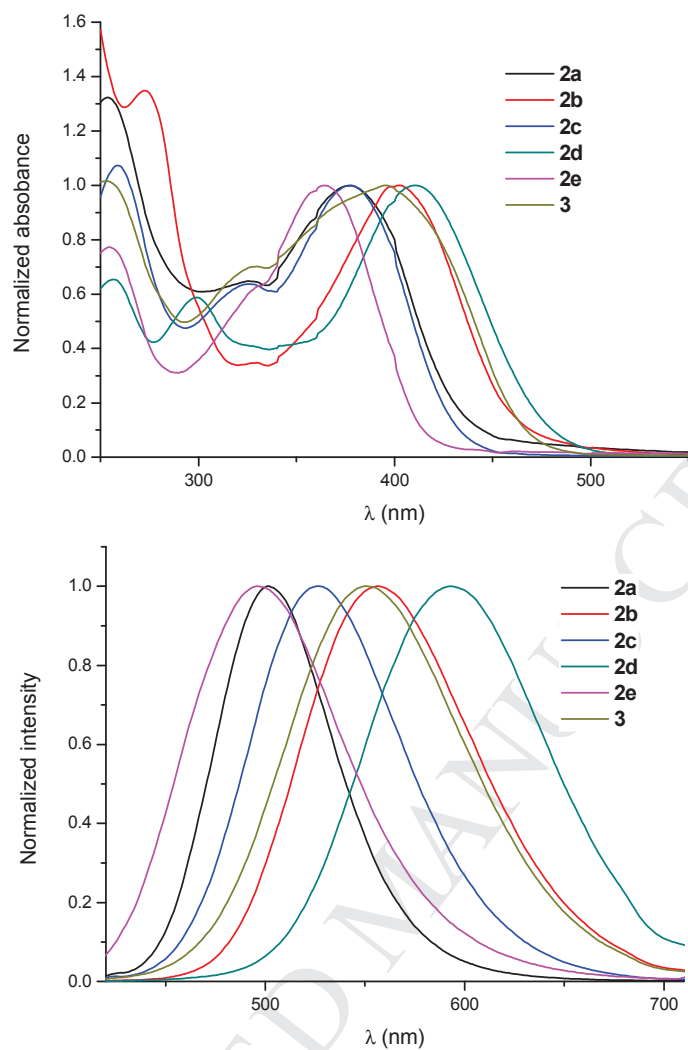 1.6
1.4
1.2
1.0
0.8
0.6
0.4
0.2
0.0
Normalized absobance
2a
2b
2c
2d
2e
3
300
400
500
λ (nm)
1.0
0.8
0.6
0.4
0.2
0.0
Normalized intensity
2a
2b
2c
2d
2e
3
500
600
700
λ (nm)